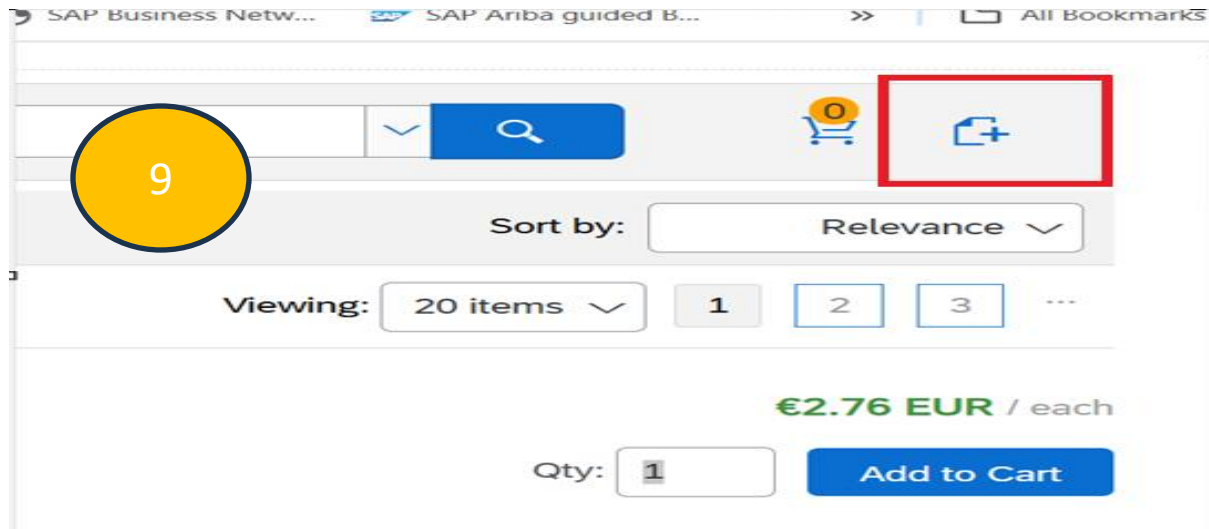 SAP Business Netw... SAP Ariba guided B... >> All Bookmarks
0
9
Sort by: Relevance
Viewing: 20 items 1 2 3 ...
€2.76 EUR / each
Qty: 1 Add to Cart